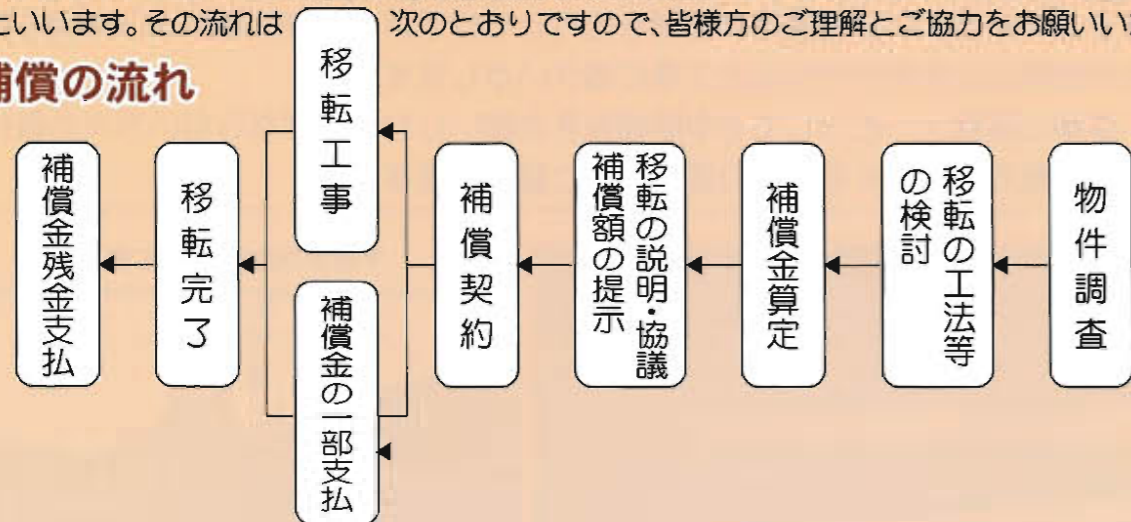 といいます。その流れは 次のとおりですので、皆様方のご理解とご協力をお願いい
補償の流れ
物件調査
移転の工法等
の検討
補償金算定
移転の説明・協議
補償額の提示
補償契約
移転工事
補償金の一部支払
移転完了
補償金残金支払